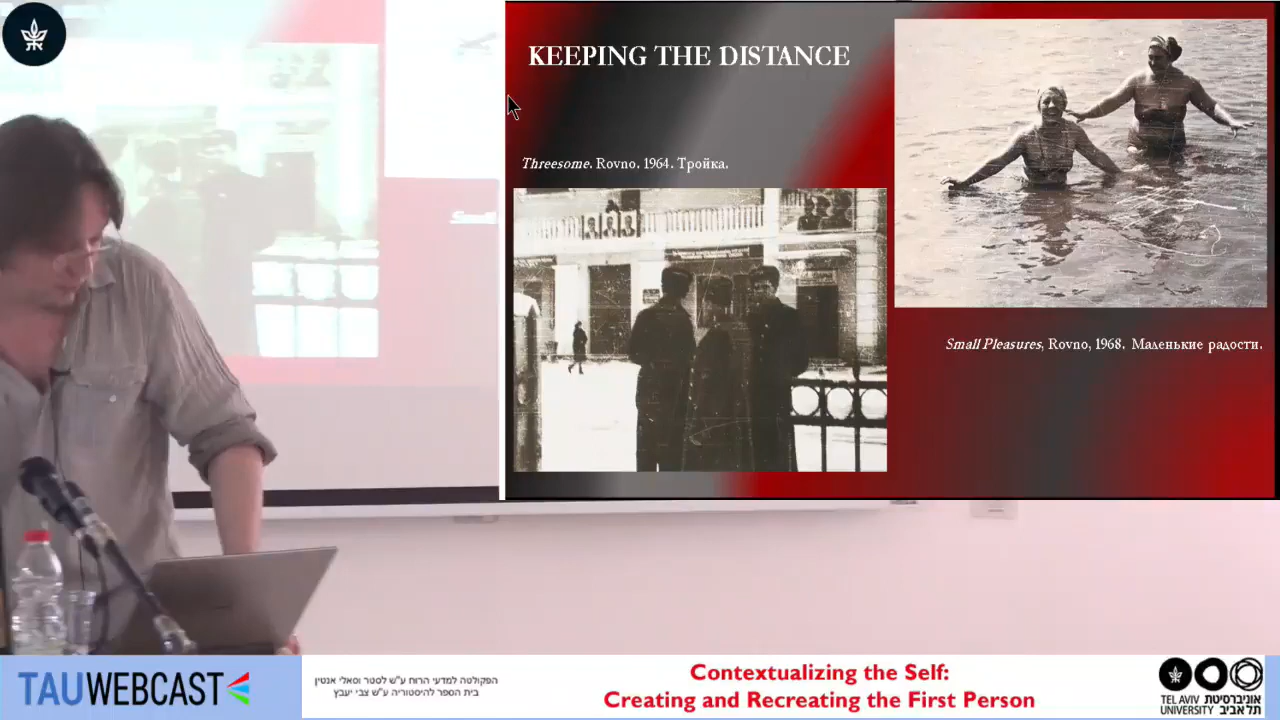 KEEPING THE DISTANCE
Threesome. Rovno. 1964. Тройка.
Small Pleasures, Rovno, 1968. Маленькие радости.
Small
TAUWEBCAST
הפקולטה למדעי הרוח ע"ש לסטר וסאלי אנטין
בית הספר להיסטוריה ע"ש צבי יעבץ
Contextualizing the Self:
Creating and Recreating the First Person
TEL AVIV אוניברסיטת
UNIVERSITY תל אביב